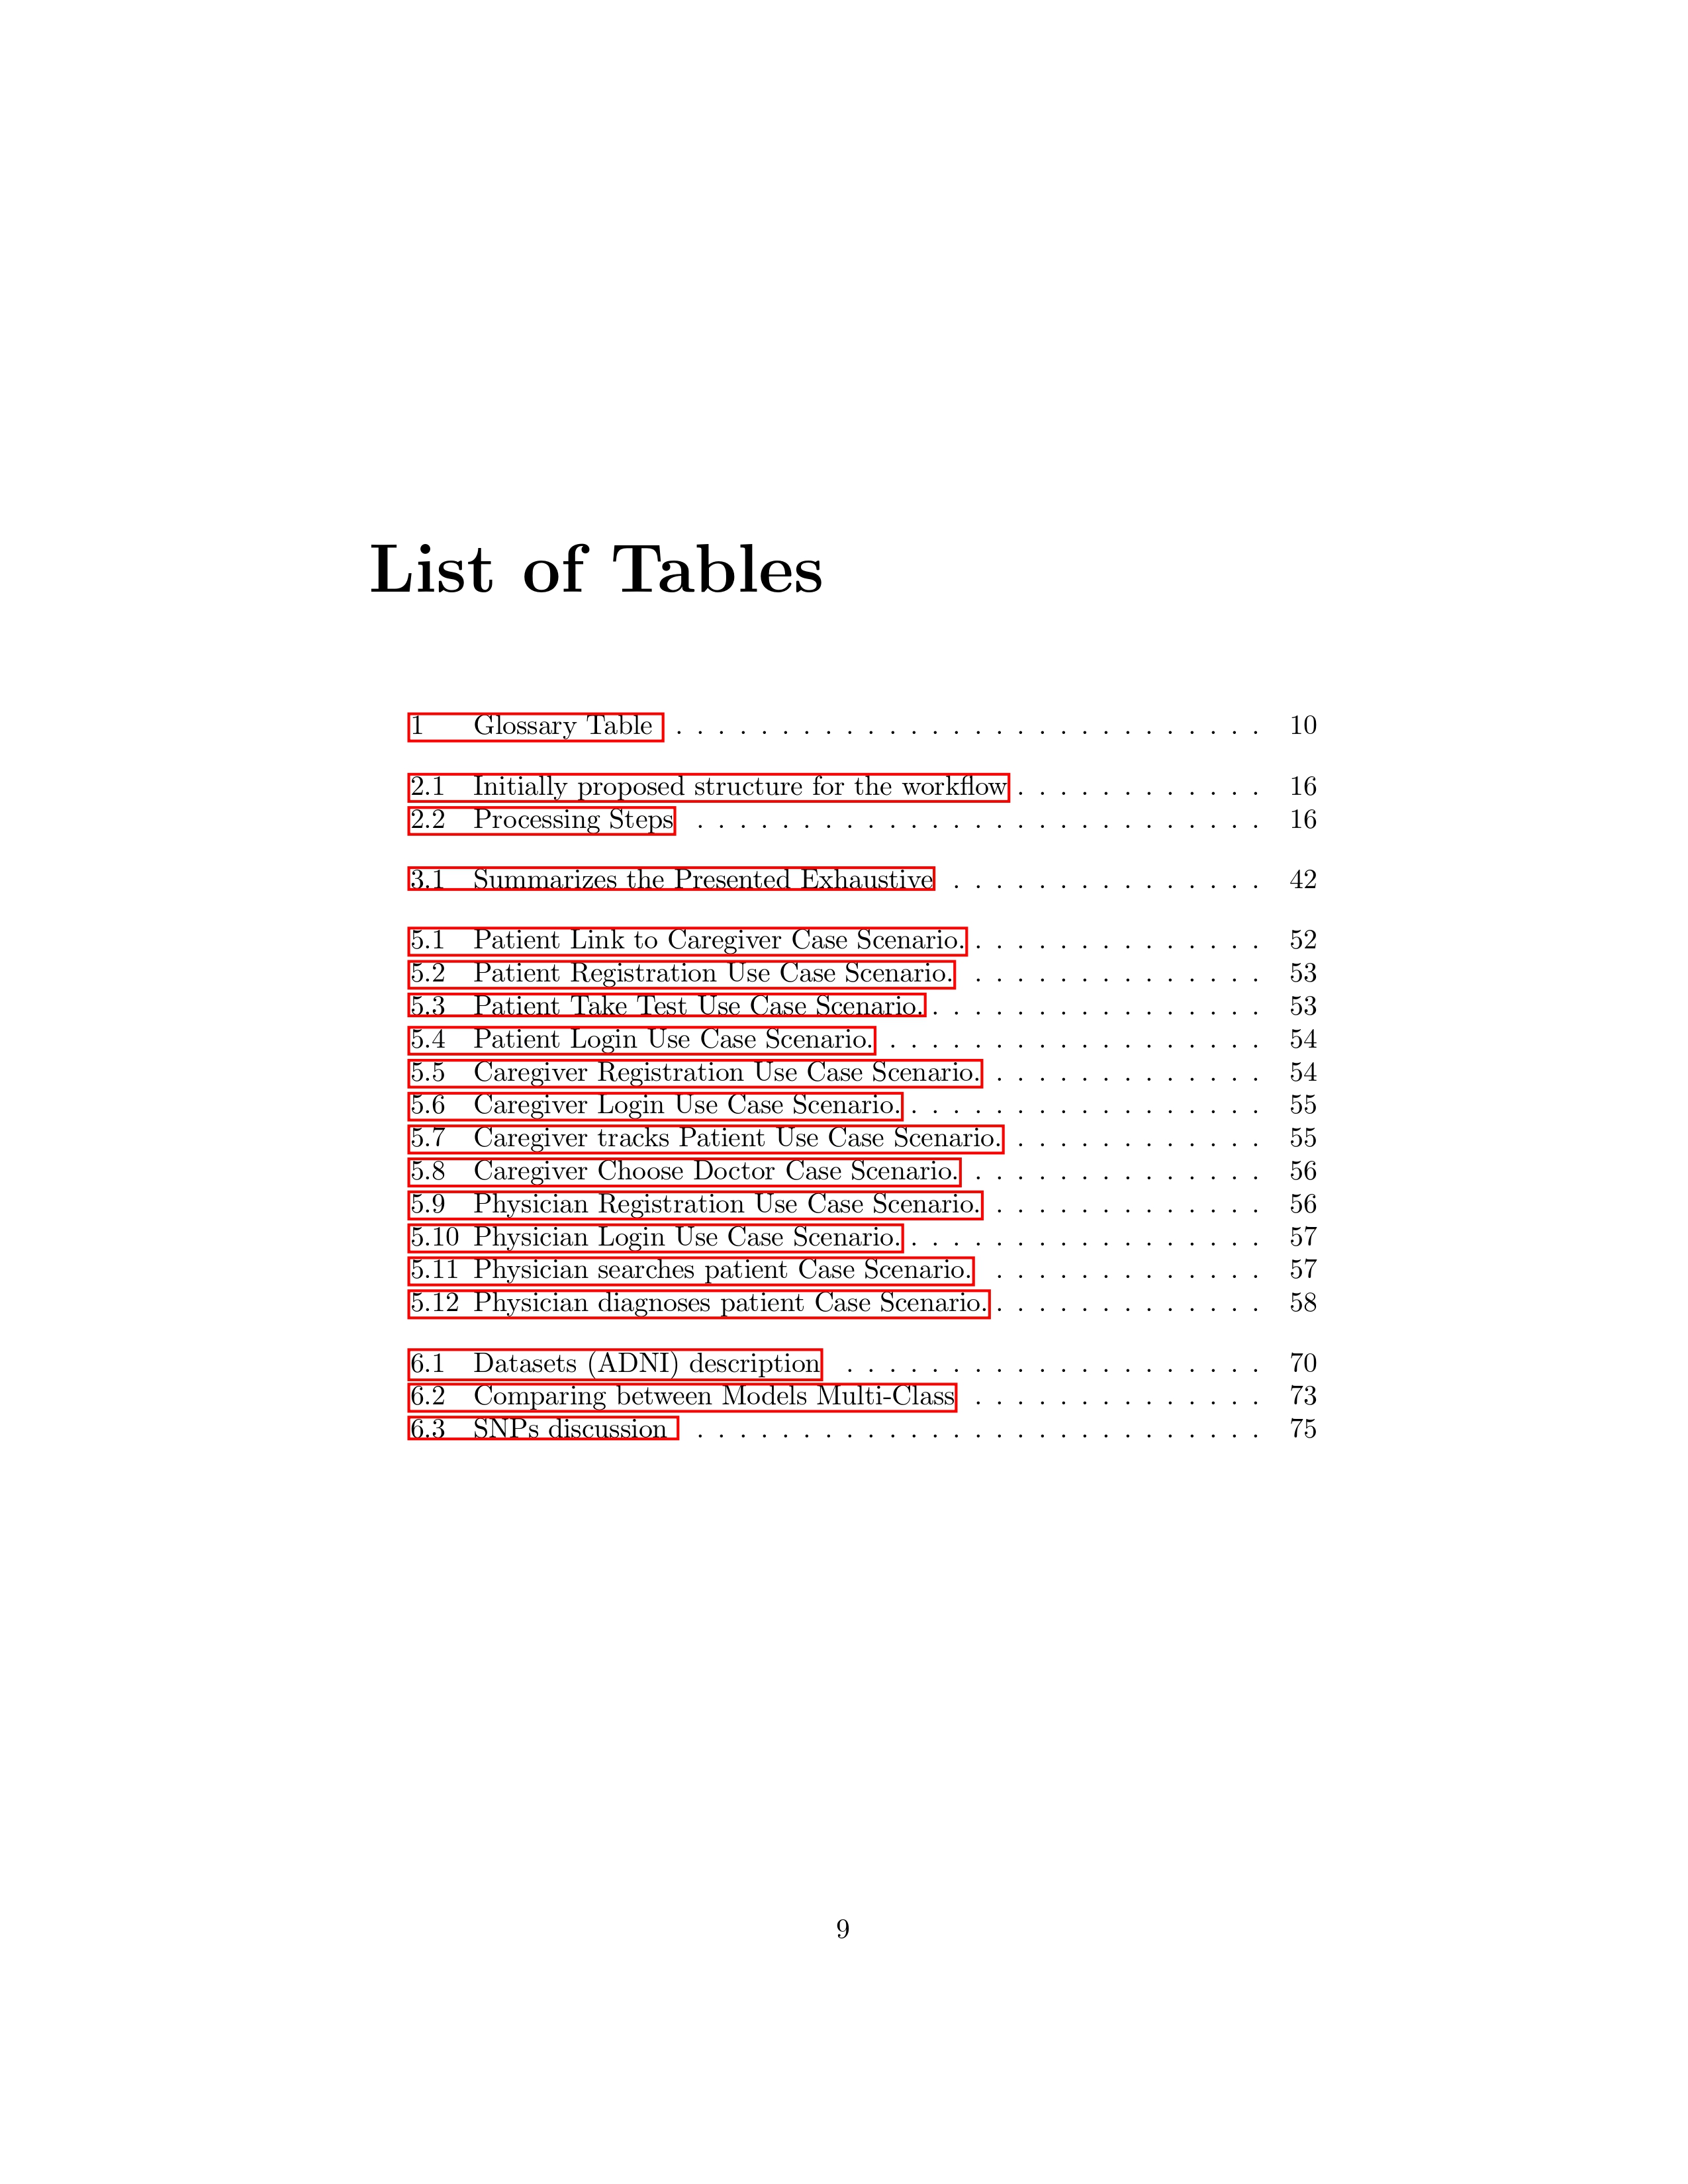 List of Tables
1 Glossary Table . . . . . . . . . . . . . . . . . . . . . . . . . . . . 10
2.1 Initially proposed structure for the workflow . . . . . . . . . . . . 16
2.2 Processing Steps . . . . . . . . . . . . . . . . . . . . . . . . . . . 16
3.1 Summarizes the Presented Exhaustive . . . . . . . . . . . . . . . 42
5.1 Patient Link to Caregiver Case Scenario. . . . . . . . . . . . . . . 52
5.2 Patient Registration Use Case Scenario. . . . . . . . . . . . . . . 53
5.3 Patient Take Test Use Case Scenario. . . . . . . . . . . . . . . . . 53
5.4 Patient Login Use Case Scenario. . . . . . . . . . . . . . . . . . . 54
5.5 Caregiver Registration Use Case Scenario. . . . . . . . . . . . . . 54
5.6 Caregiver Login Use Case Scenario. . . . . . . . . . . . . . . . . . 55
5.7 Caregiver tracks Patient Use Case Scenario. . . . . . . . . . . . . 55
5.8 Caregiver Choose Doctor Case Scenario. . . . . . . . . . . . . . . 56
5.9 Physician Registration Use Case Scenario. . . . . . . . . . . . . . 56
5.10 Physician Login Use Case Scenario. . . . . . . . . . . . . . . . . . 57
5.11 Physician searches patient Case Scenario. . . . . . . . . . . . . . 57
5.12 Physician diagnoses patient Case Scenario. . . . . . . . . . . . . . 58
6.1 Datasets (ADNI) description . . . . . . . . . . . . . . . . . . . . 70
6.2 Comparing between Models Multi-Class . . . . . . . . . . . . . . 73
6.3 SNPs discussion . . . . . . . . . . . . . . . . . . . . . . . . . . . 75
9